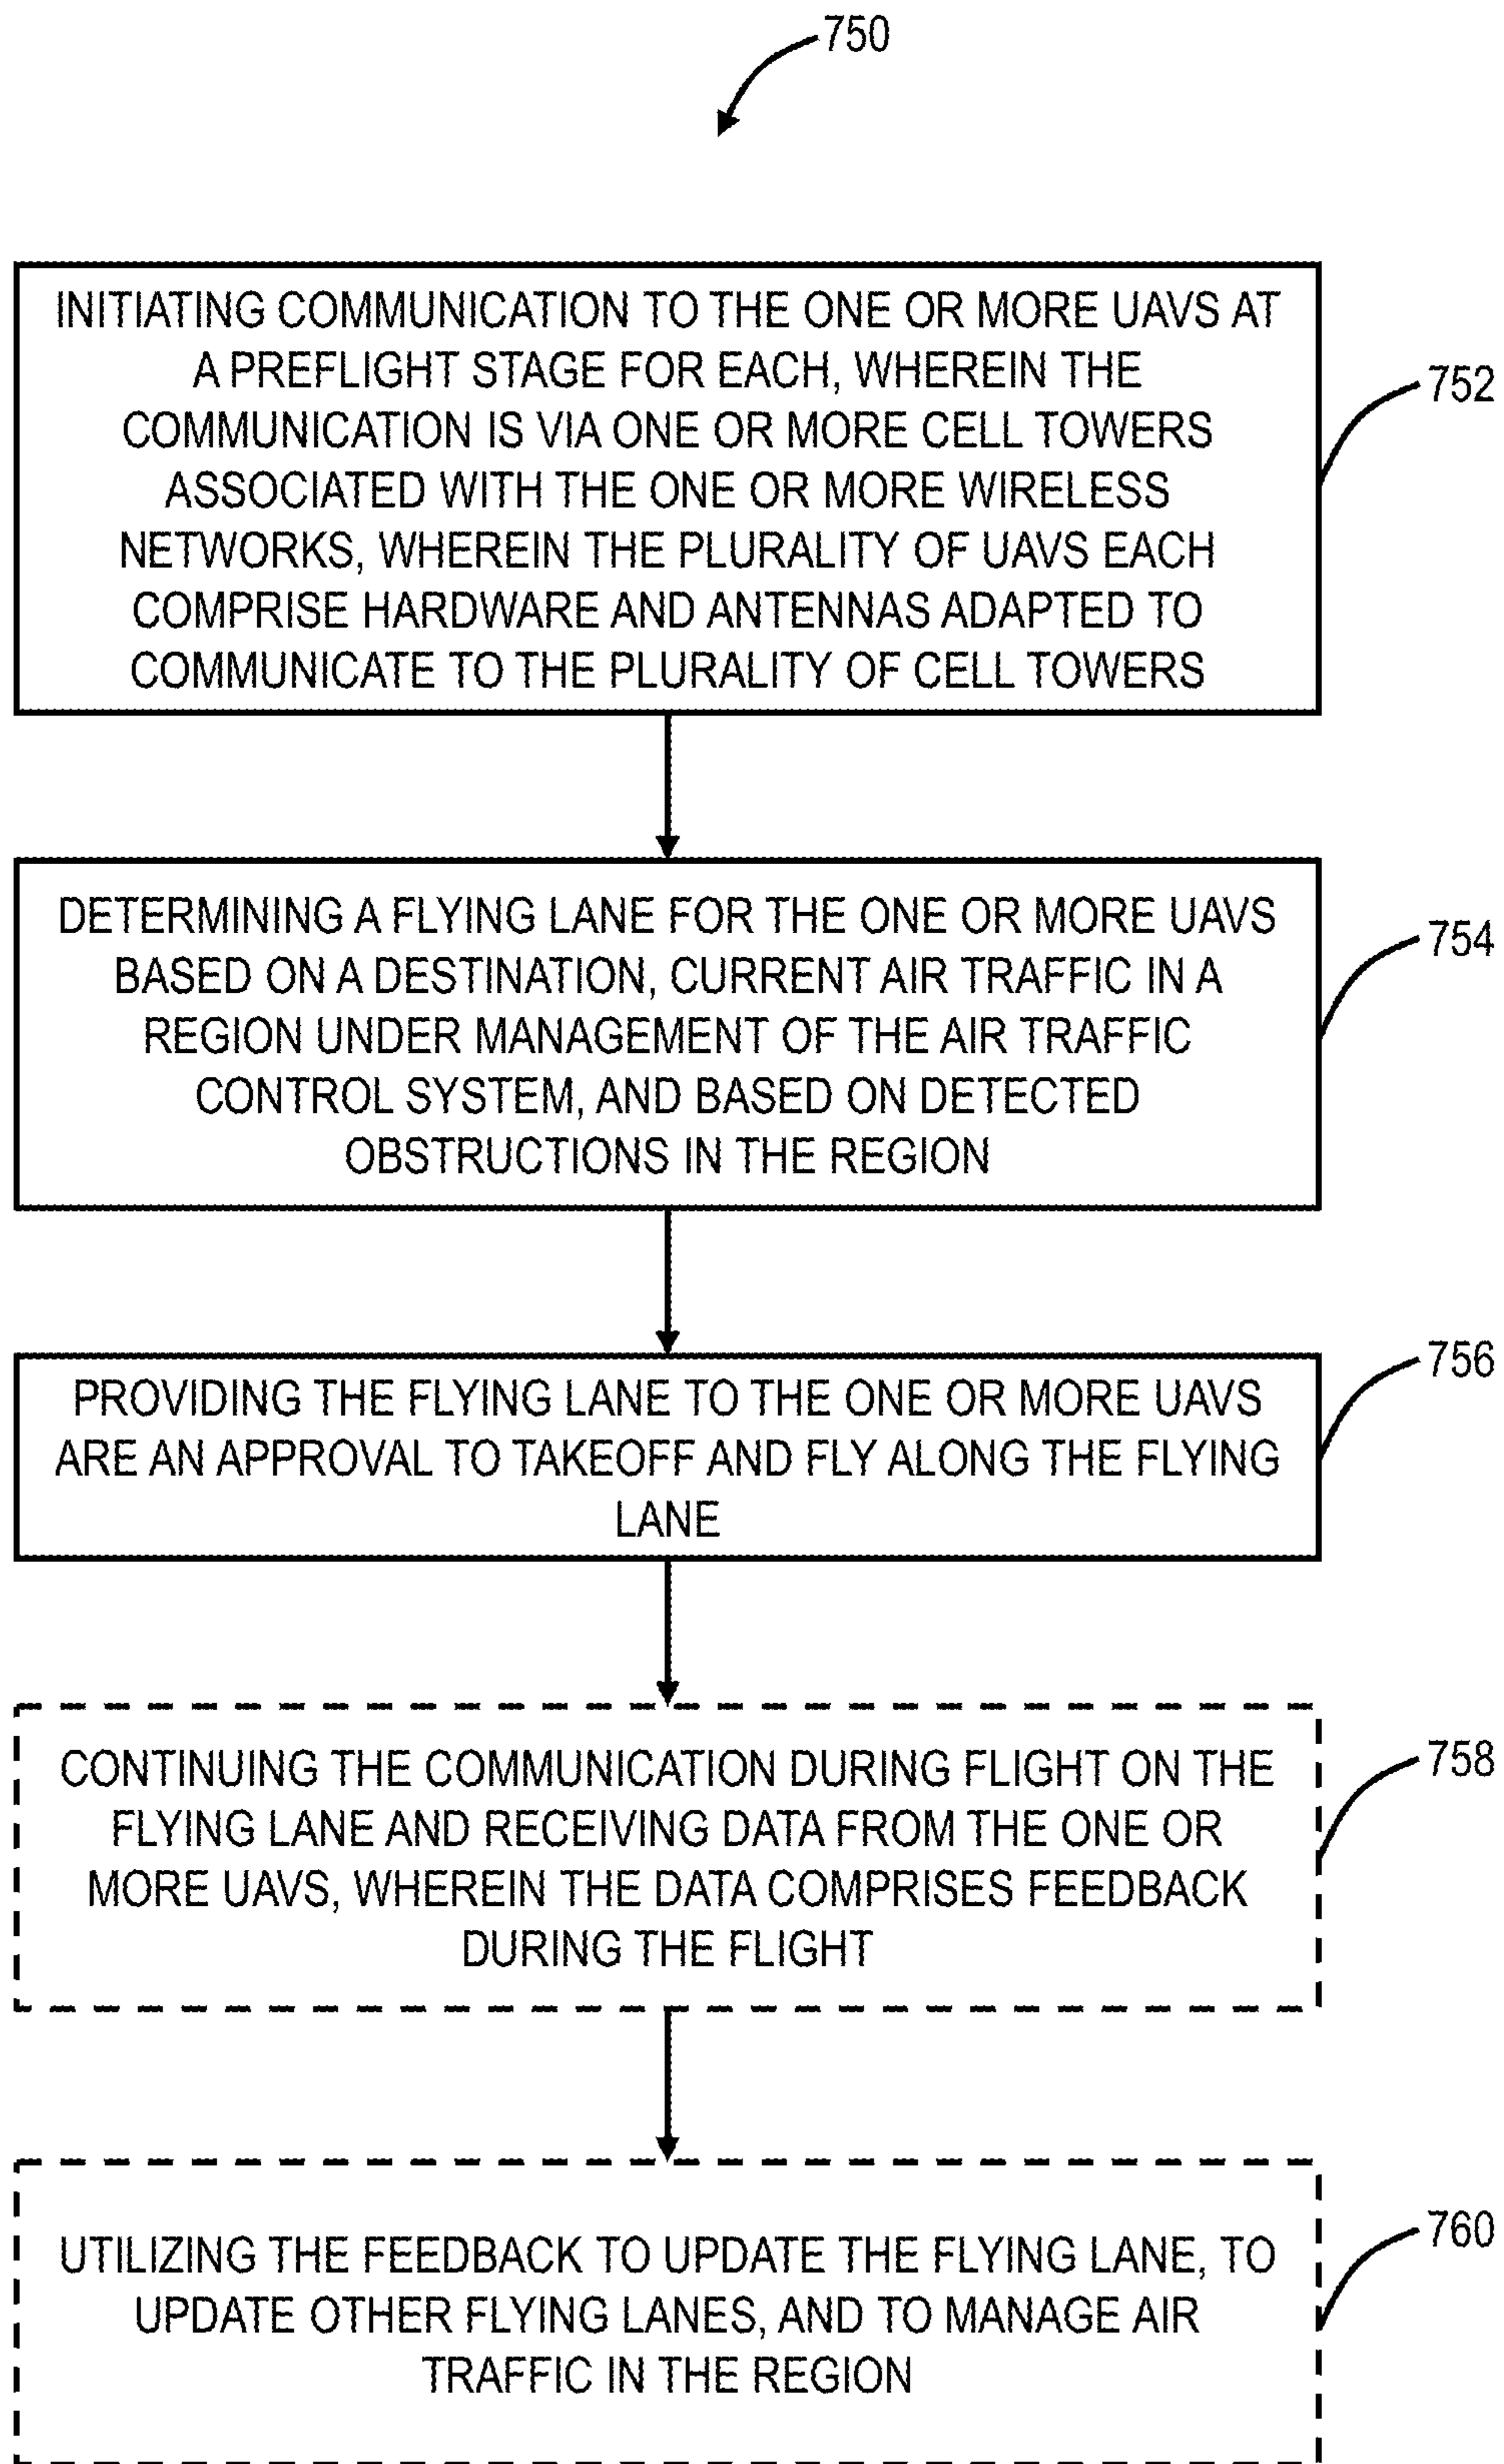 750
INITIATING COMMUNICATION TO THE ONE OR MORE UAVS AT
A PREFLIGHT STAGE FOR EACH, WHEREIN THE
COMMUNICATION IS VIA ONE OR MORE CELL TOWERS
ASSOCIATED WITH THE ONE OR MORE WIRELESS
NETWORKS, WHEREIN THE PLURALITY OF UAVS EACH
COMPRISE HARDWARE AND ANTENNAS ADAPTED TO
COMMUNICATE TO THE PLURALITY OF CELL TOWERS
752
DETERMINING A FLYING LANE FOR THE ONE OR MORE UAVS
BASED ON A DESTINATION, CURRENT AIR TRAFFIC IN A
REGION UNDER MANAGEMENT OF THE AIR TRAFFIC
CONTROL SYSTEM, AND BASED ON DETECTED
OBSTRUCTIONS IN THE REGION
754
PROVIDING THE FLYING LANE TO THE ONE OR MORE UAVS
ARE AN APPROVAL TO TAKEOFF AND FLY ALONG THE FLYING
LANE
756
CONTINUING THE COMMUNICATION DURING FLIGHT ON THE
FLYING LANE AND RECEIVING DATA FROM THE ONE OR
MORE UAVS, WHEREIN THE DATA COMPRISES FEEDBACK
DURING THE FLIGHT
758
UTILIZING THE FEEDBACK TO UPDATE THE FLYING LANE, TO
UPDATE OTHER FLYING LANES, AND TO MANAGE AIR
TRAFFIC IN THE REGION
760